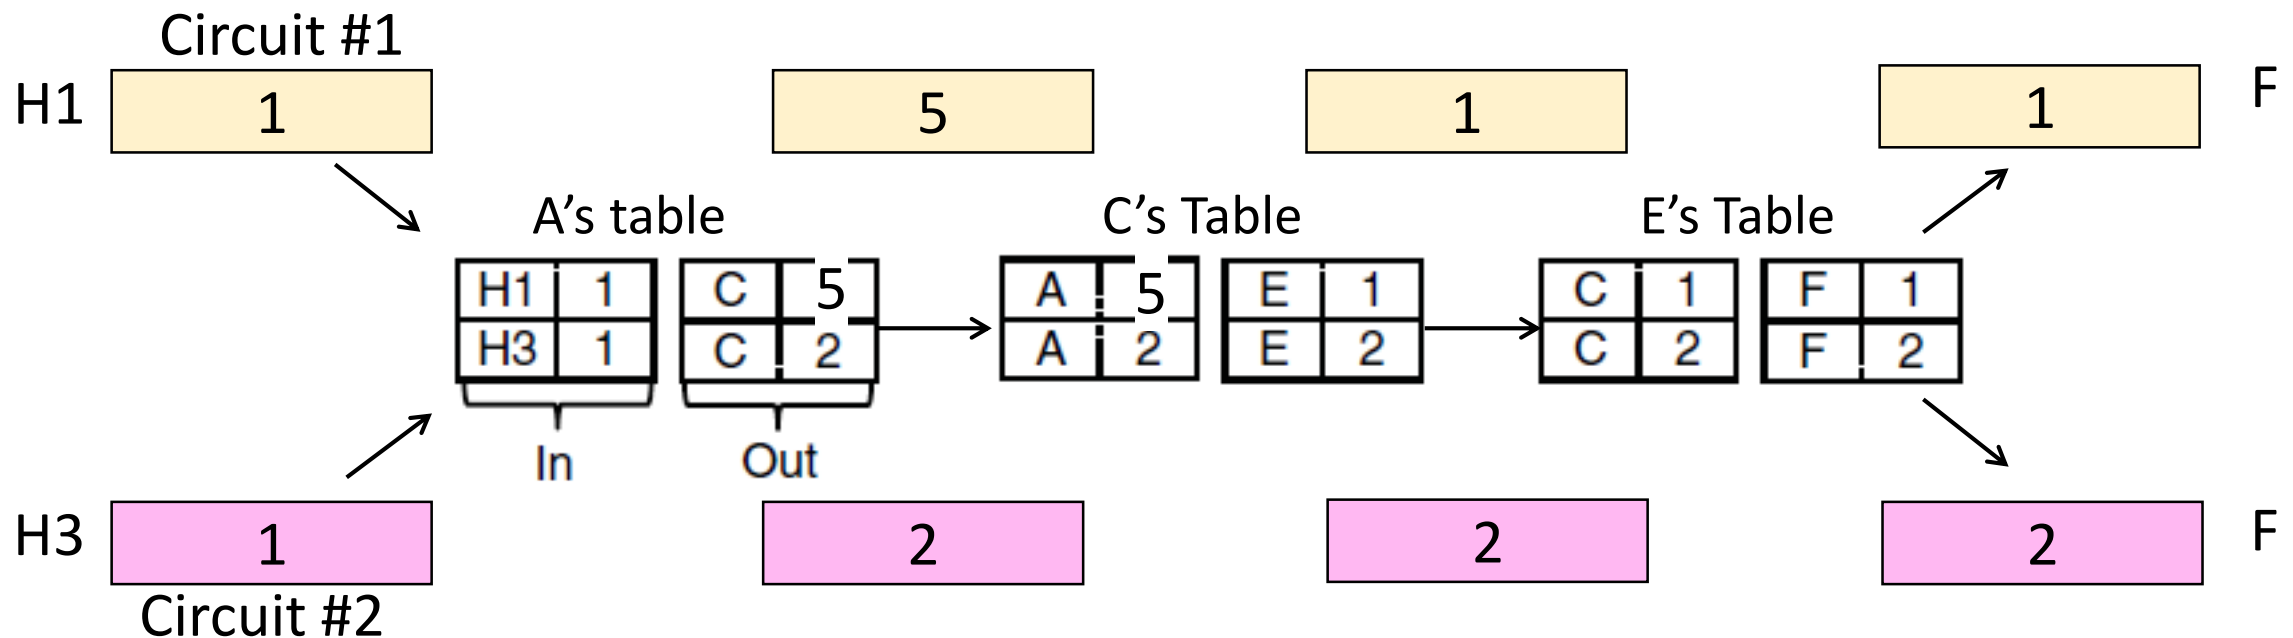 Circuit #1
H1 1 5 1 1 F
A’s table C’s Table E’s Table
H1 1 C 5 A 5 E 1 C 1 F 1
H3 1 C 2 A 2 E 2 C 2 F 2
In Out
H3 1 2 2 2 F
Circuit #2